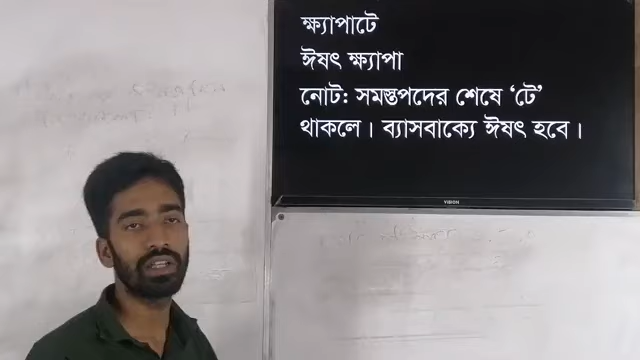 ক্ষ্যাপাটে
ঈষৎ ক্ষ্যাপা
নোট: সমস্তপদের শেষে ‘টে’
থাকলে। ব্যাসবাক্যে ঈষৎ হবে।
VISION